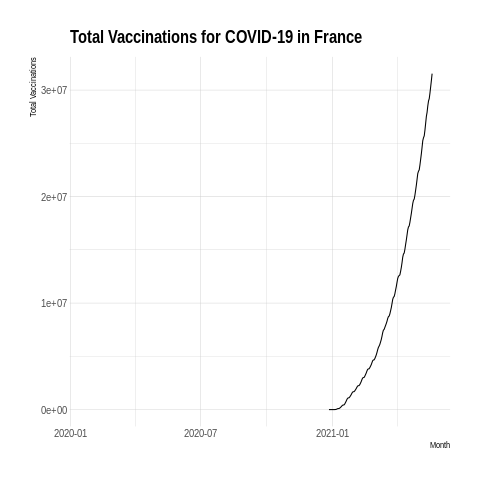 Total Vaccinations for COVID-19 in France
Total Vaccinations
3e+07
2e+07
1e+07
0e+00
2020-01
2020-07
2021-01
Month